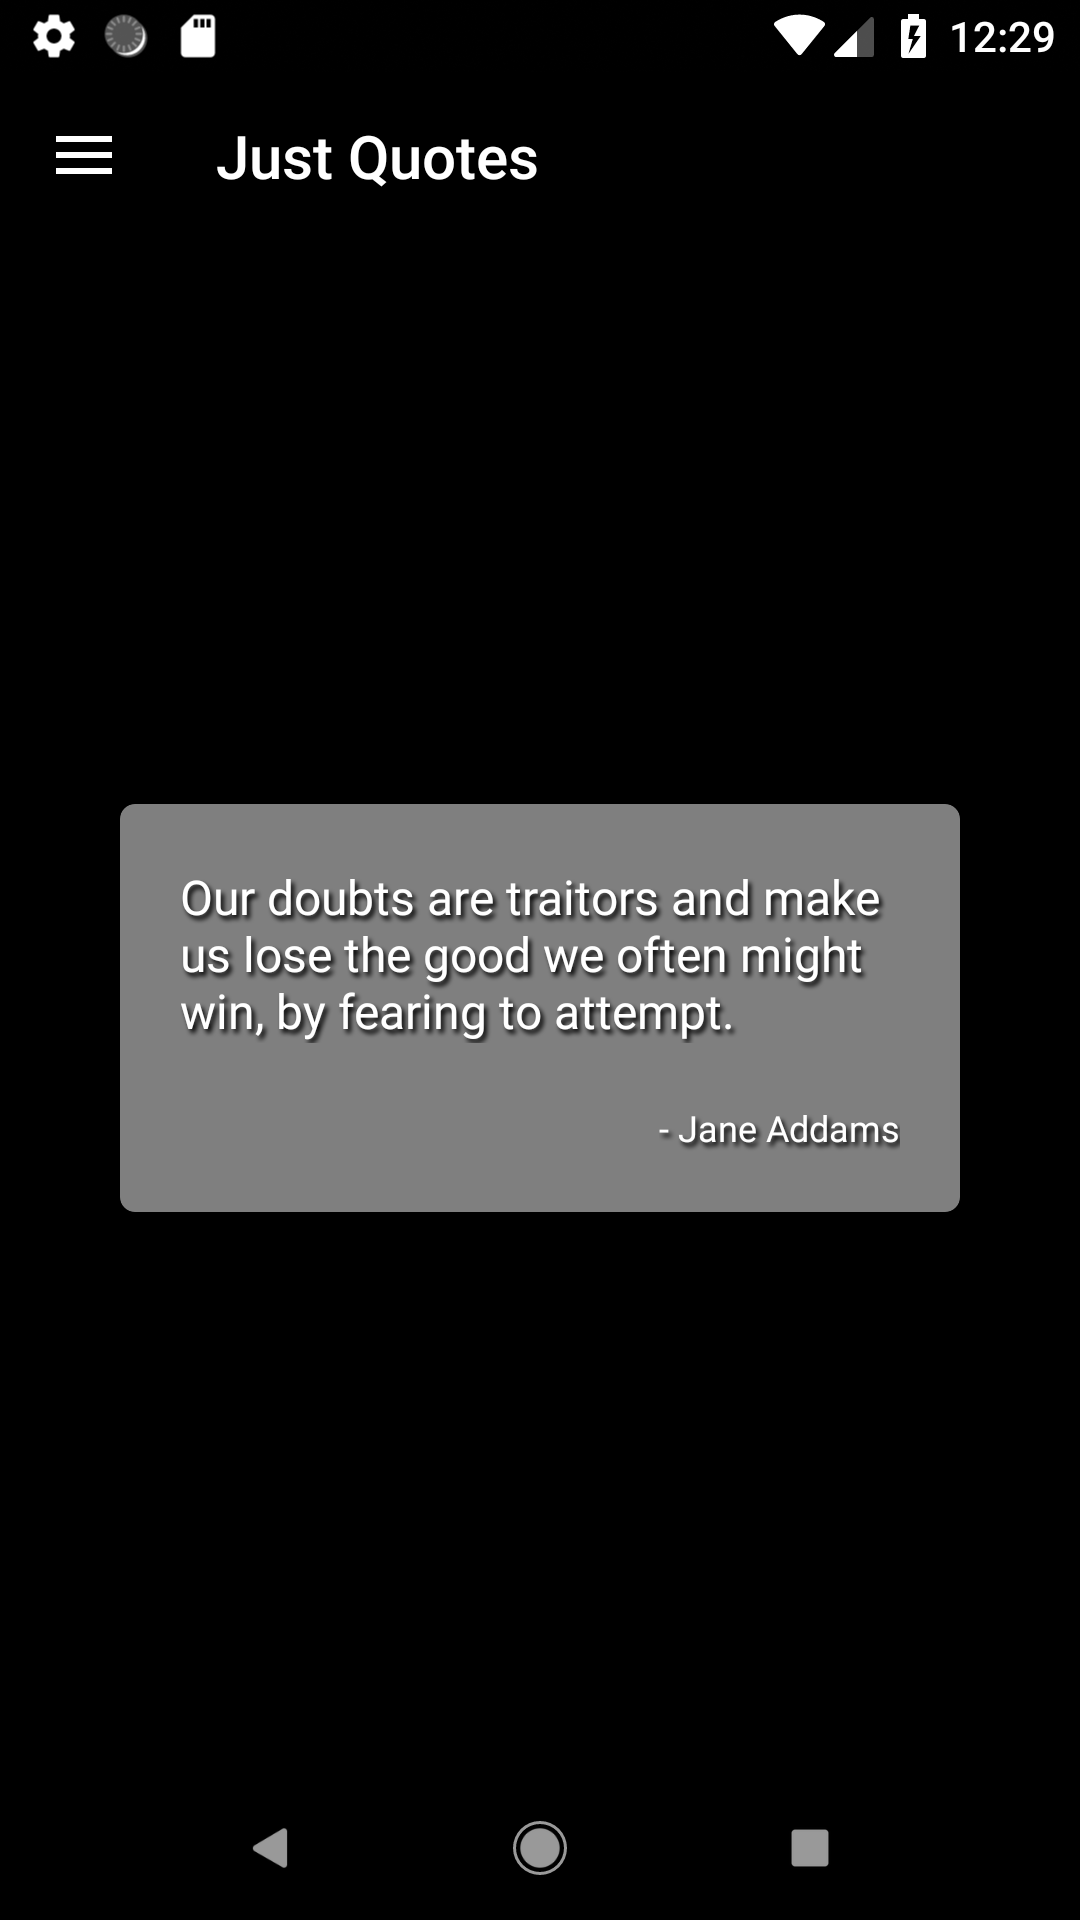 12:29
Just Quotes
Our doubts are traitors and make
us lose the good we often might
win, by fearing to attempt.
- Jane Addams